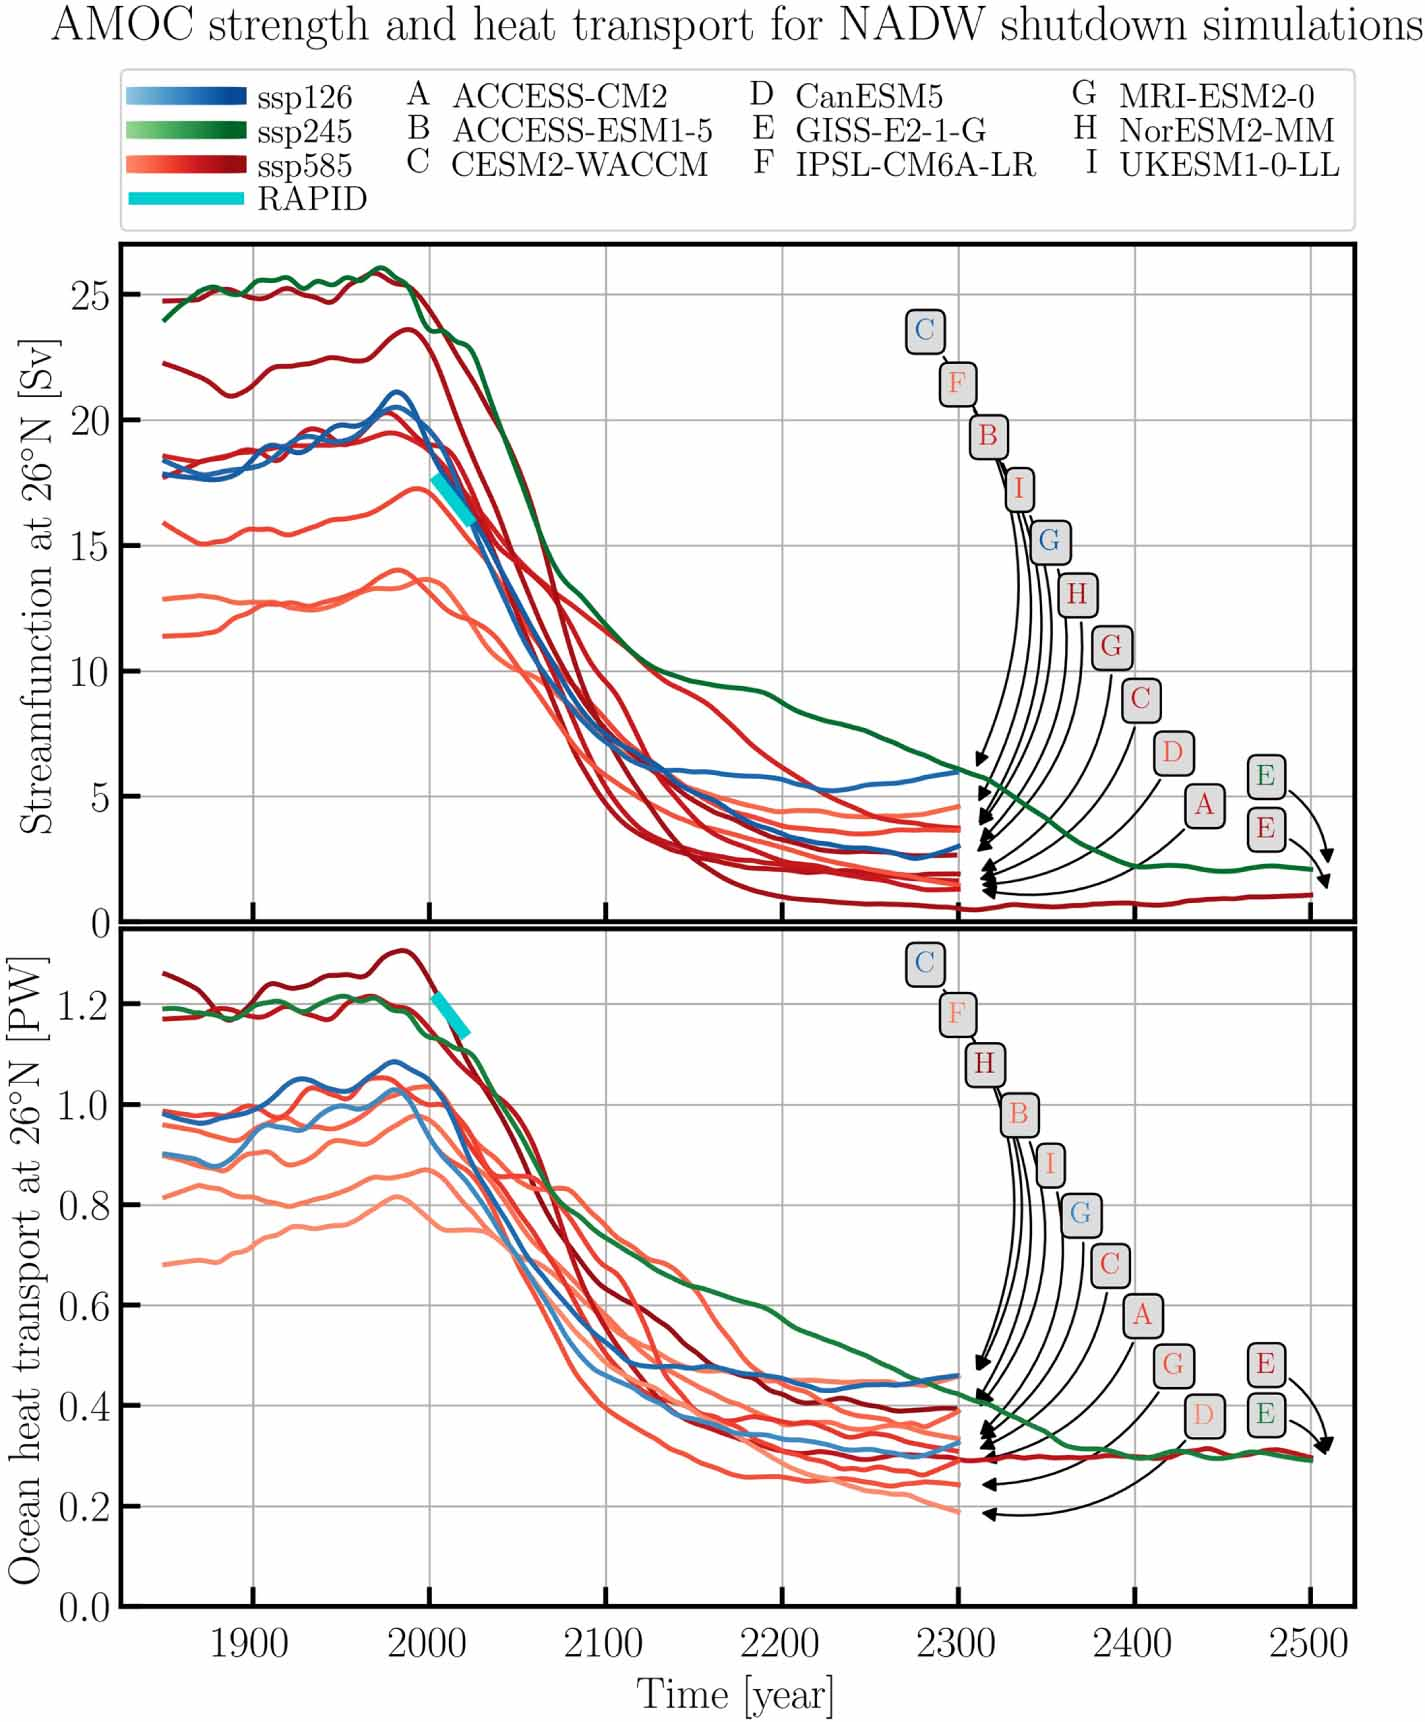 AMOC strength and heat transport for NADW shutdown simulations
ssp126 A ACCESS-CM2 D CanESM5 G MRI-ESM2-0
ssp245 B ACCESS-ESM1-5 E GISS-E2-1-G H NorESM2-MM
ssp585 C CESM2-WACCM F IPSL-CM6A-LR I UKESM1-0-LL
RAPID
Streamfunction at 26°N [Sv]
25
20
15
10
5
0
C
F
B
I
G
H
G
C
D
A
E
E
Ocean heat transport at 26°N [PW]
1.2
1.0
0.8
0.6
0.4
0.2
0.0
C
F
H
B
I
G
C
A
G
D
E
E
1900 2000 2100 2200 2300 2400 2500
Time [year]